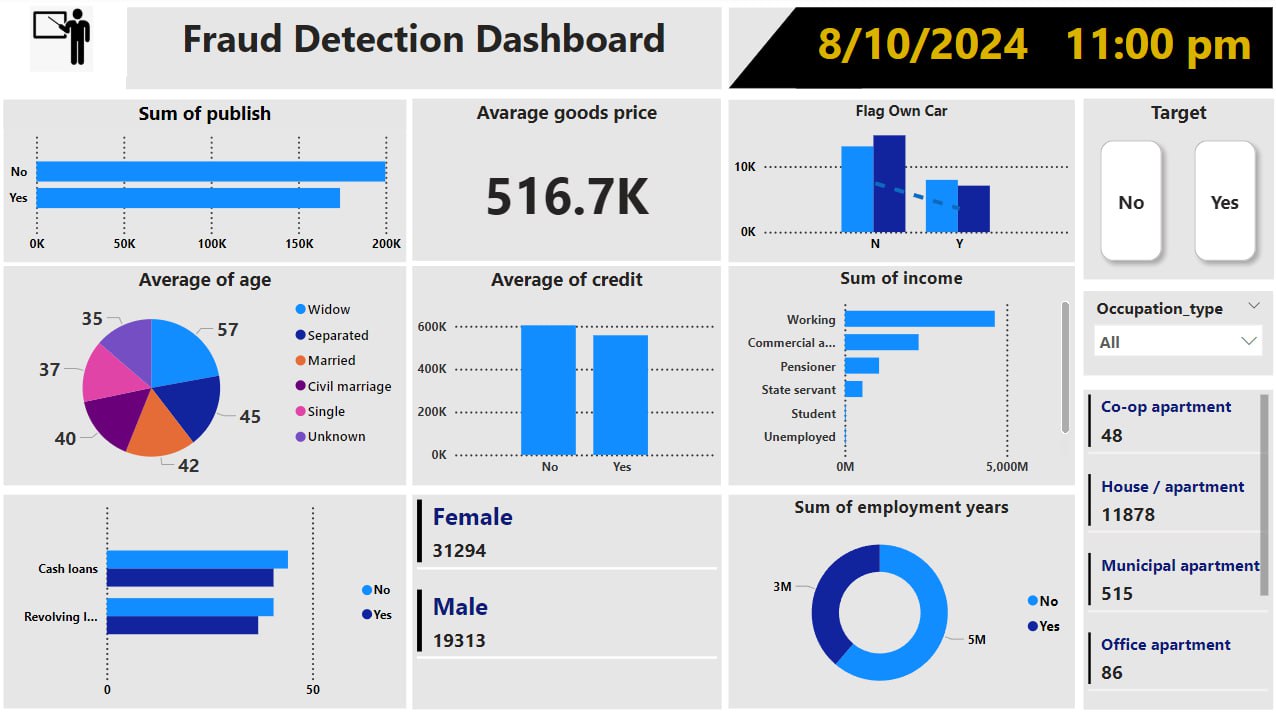 Fraud Detection Dashboard
8/10/2024 11:00 pm
Sum of publish
No
Yes
0K 50K 100K 150K 200K
Avarage goods price
516.7K
Flag Own Car
10K
0K
N Y
Target
No Yes
Average of age
35
57
37
45
40
42
Widow
Separated
Married
Civil marriage
Single
Unknown
Average of credit
600K
400K
200K
0K
No Yes
Sum of income
Working
Commercial a...
Pensioner
State servant
Student
Unemployed
0M 5,000M
Occupation_type
All
Co-op apartment
48
House / apartment
11878
Municipal apartment
515
Office apartment
86
Cash loans
Revolving l...
0 50
No
Yes
Female
31294
Male
19313
Sum of employment years
3M
5M
No
Yes